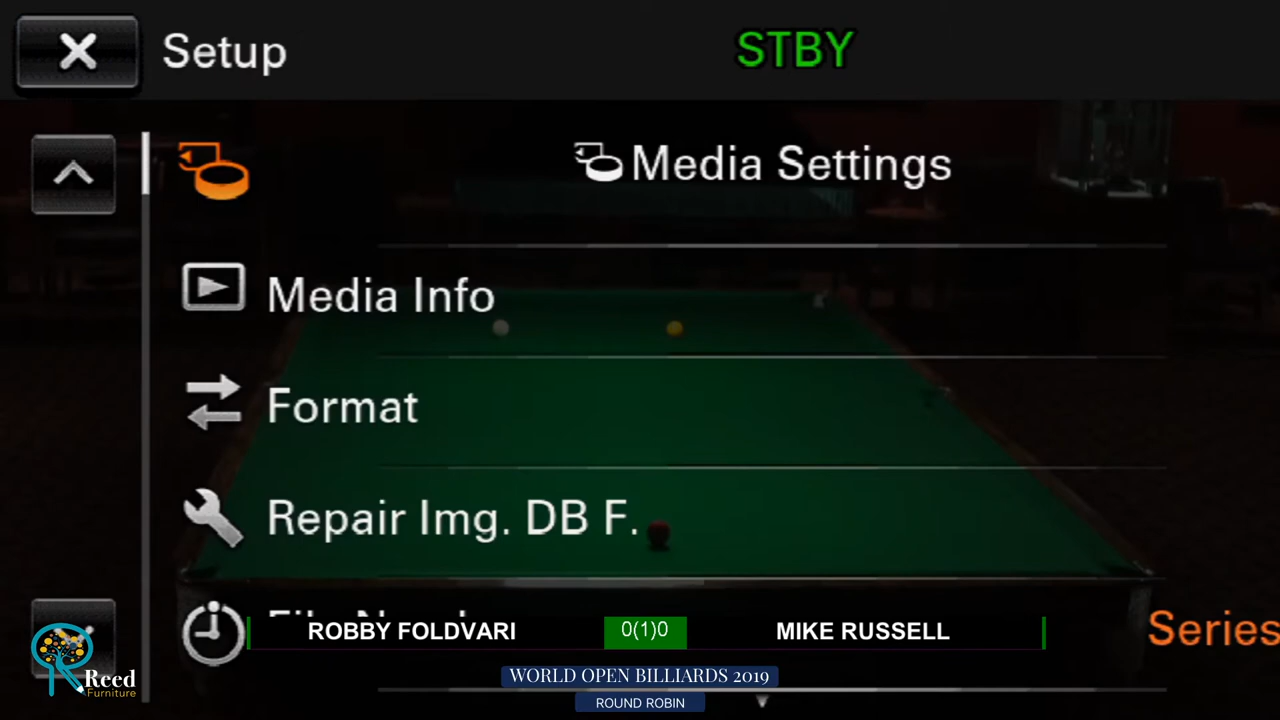 Setup
STBY
Media Settings
Media Info
Format
Repair Img. DB F.
Series
ROBBY FOLDVARI 0(1)0 MIKE RUSSELL
Reed
Furniture
WORLD OPEN BILLIARDS 2019
ROUND ROBIN